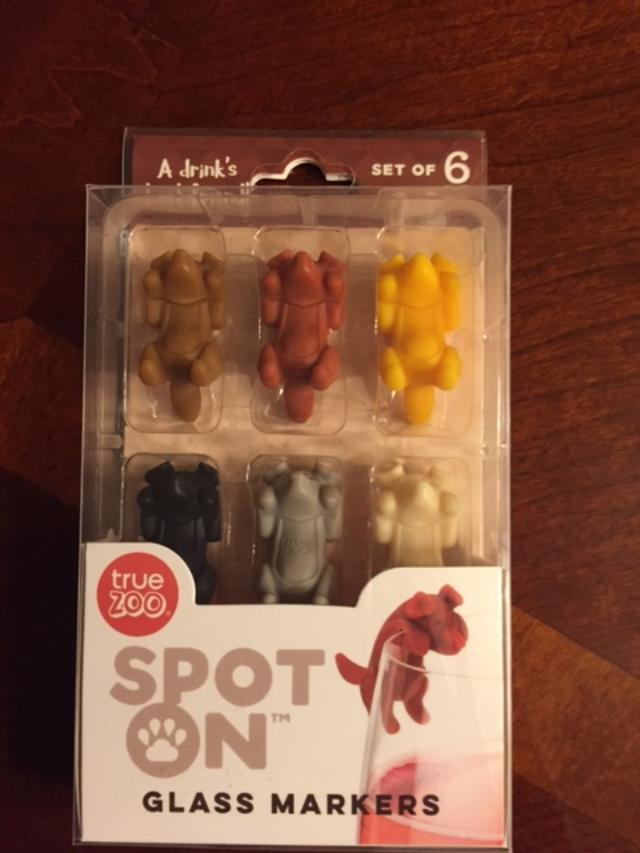 A drink's
SET OF 6
true
ZOO®
SPOT
ON™
GLASS MARKERS